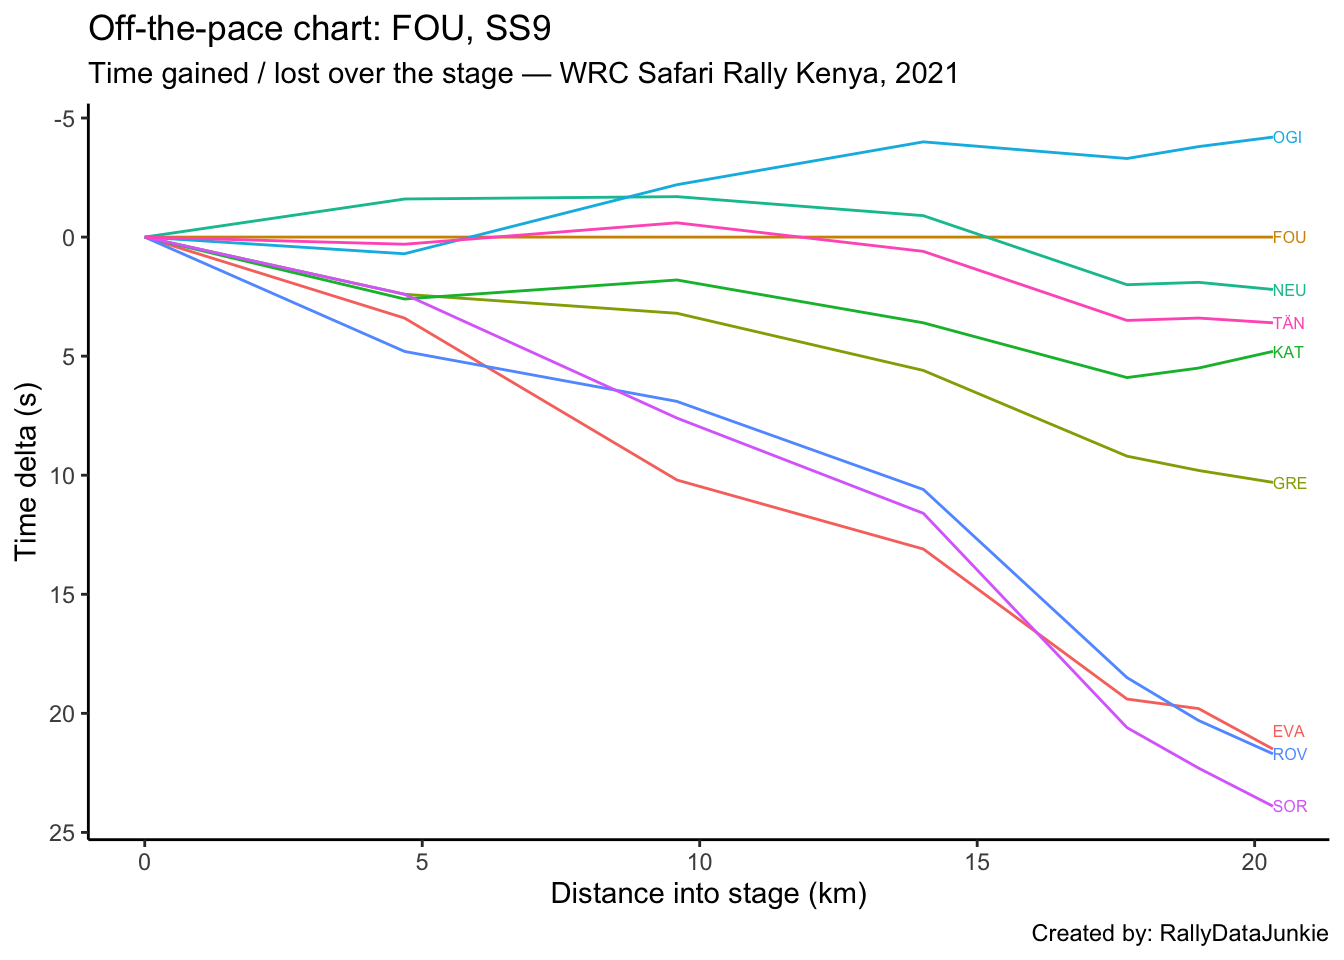 Off-the-pace chart: FOU, SS9
Time gained / lost over the stage — WRC Safari Rally Kenya, 2021
-5
0
5
10
15
20
25
Time delta (s)
OGI
FOU
NEU
TÄN
KAT
GRE
EVA
ROV
SOR
0 5 10 15 20
Distance into stage (km)
Created by: RallyDataJunkie